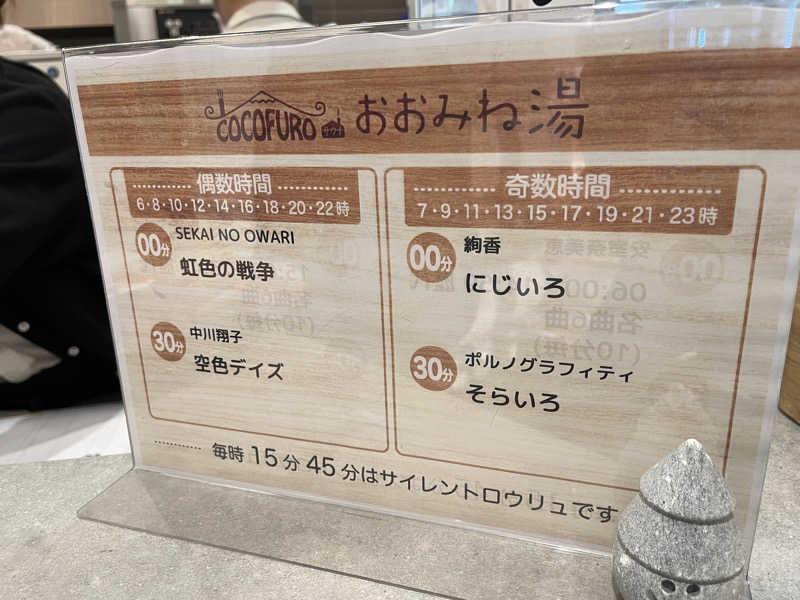 COCOFURO サウナ おおみね湯
偶数時間
6・8・10・12・14・16・18・20・22時
00分 SEKAI NO OWARI
虹色の戦争
30分 中川翔子
空色デイズ
奇数時間
7・9・11・13・15・17・19・21・23時
00分 絢香
にじいろ
30分 ポルノグラフィティ
そらいろ
毎時15分45分はサイレントロウリュです